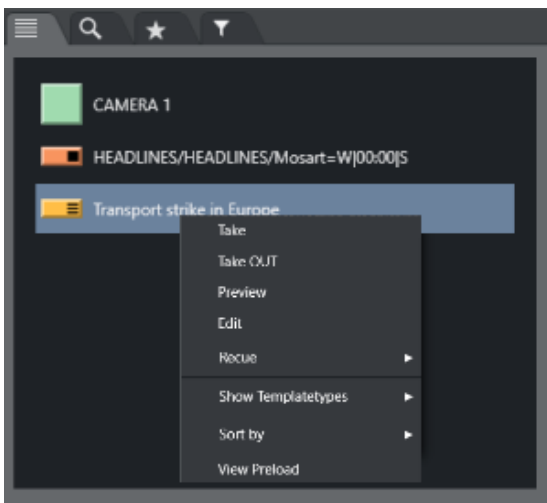 CAMERA 1
HEADLINES/HEADLINES/Mosart=W|00:00|S
Transport strike in Europe
Take
Take OUT
Preview
Edit
Recue
Show Templatetypes
Sort by
View Preload